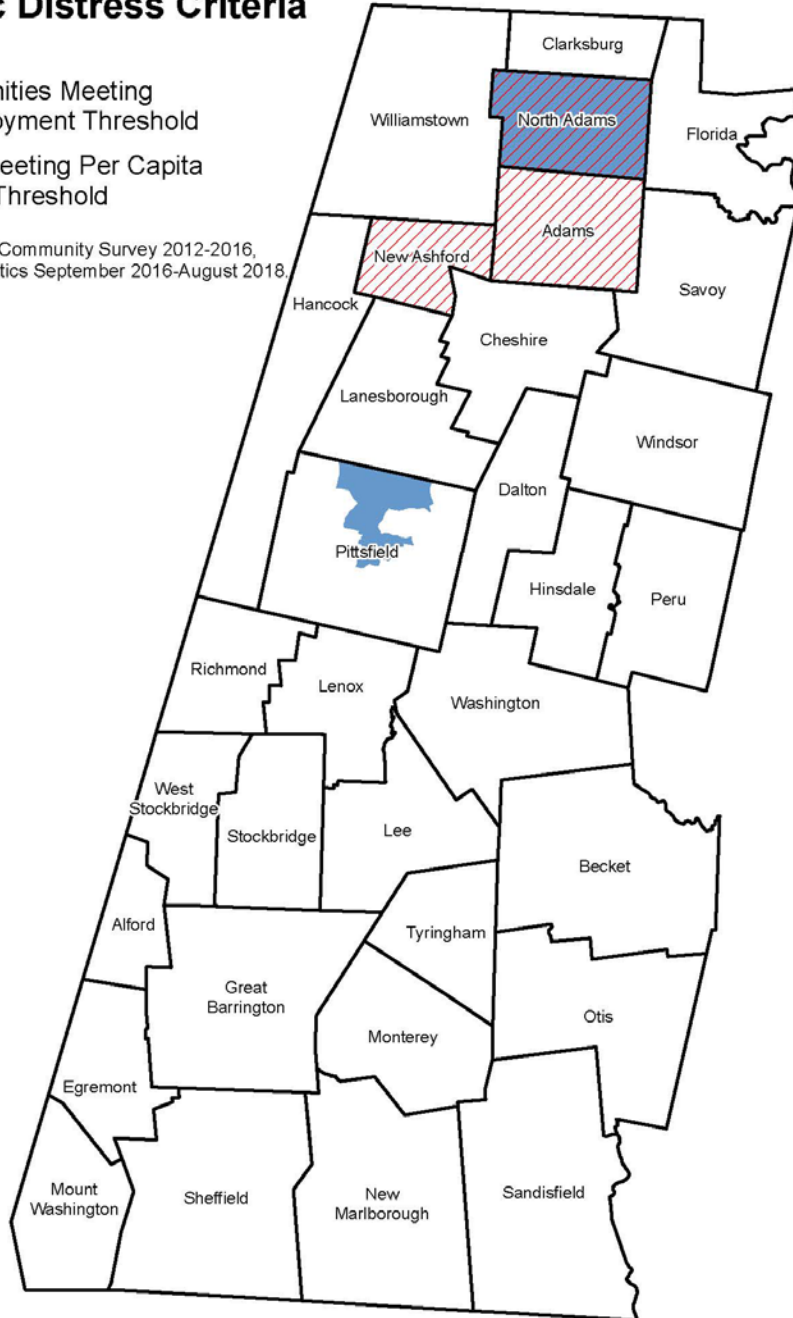 c Distress Criteria
nities Meeting
oyment Threshold
Meeting Per Capita
Threshold
Community Survey 2012-2016,
tics September 2016-August 2018.
Clarksburg
Williamstown
North Adams
Florida
Adams
New Ashford
Savoy
Hancock
Cheshire
Lanesborough
Windsor
Dalton
Pittsfield
Hinsdale
Peru
Richmond
Lenox
Washington
West
Stockbridge
Stockbridge
Lee
Becket
Alford
Tyringham
Great
Barrington
Otis
Monterey
Egremont
Mount
Washington
Sheffield
New
Marlborough
Sandisfield